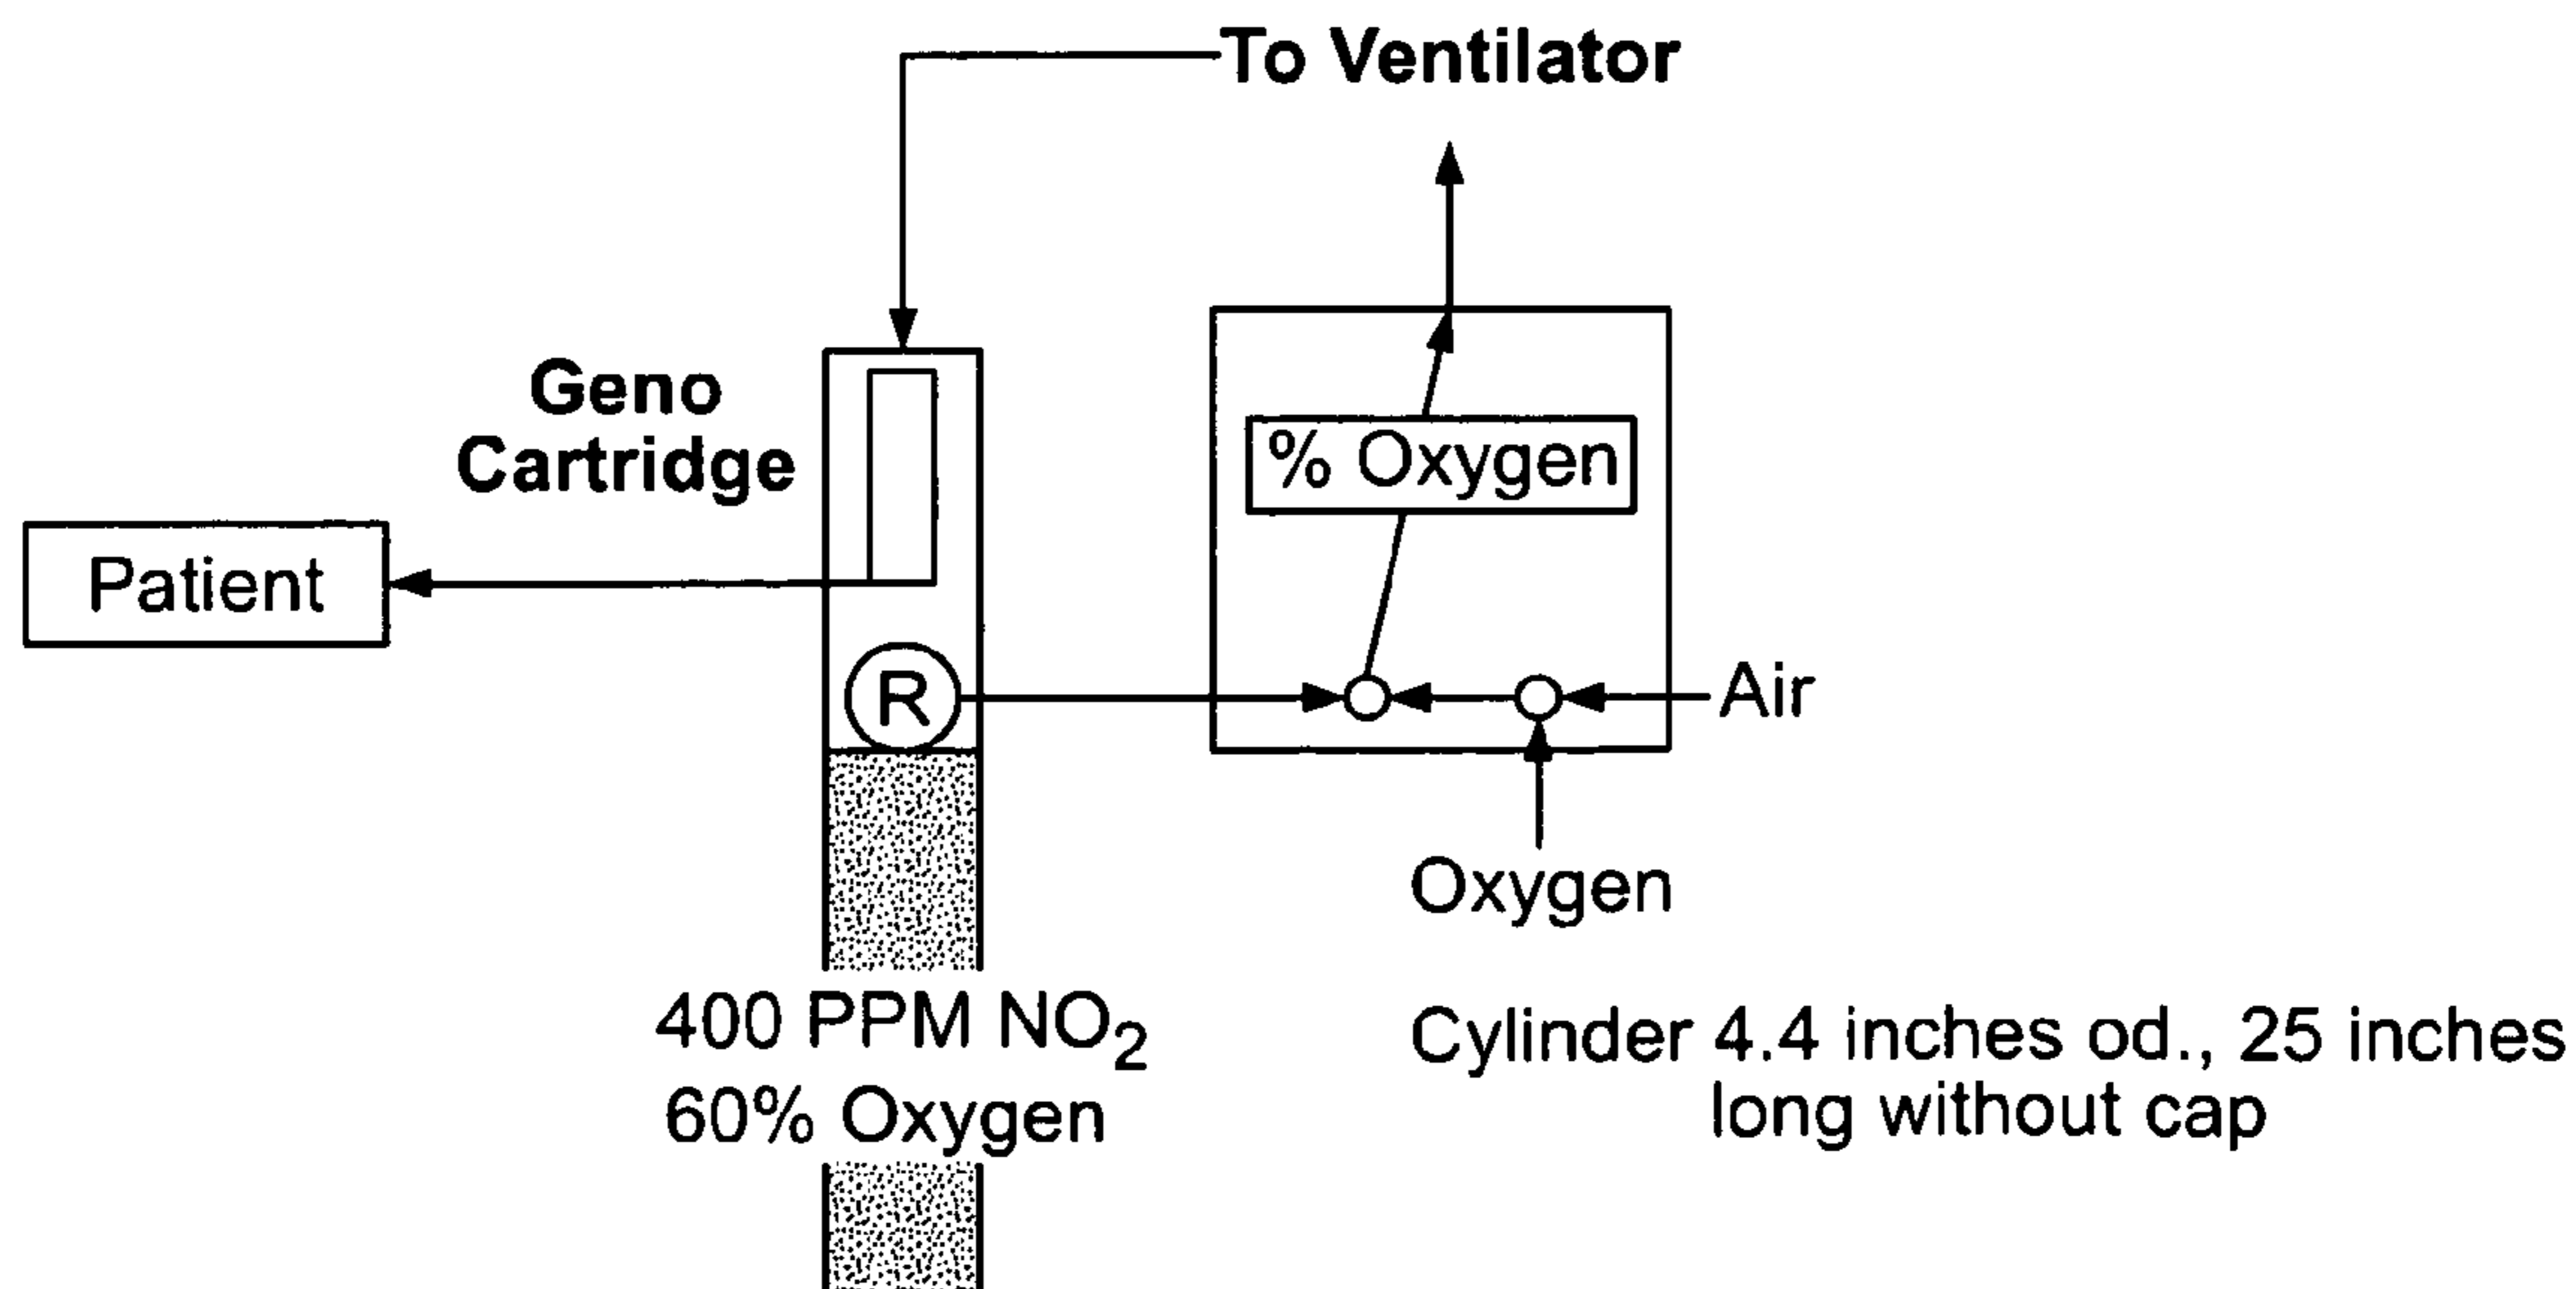 To Ventilator
Geno
Cartridge
% Oxygen
Patient
R
Air
Oxygen
400 PPM NO₂
60% Oxygen
Cylinder 4.4 inches od., 25 inches
long without cap